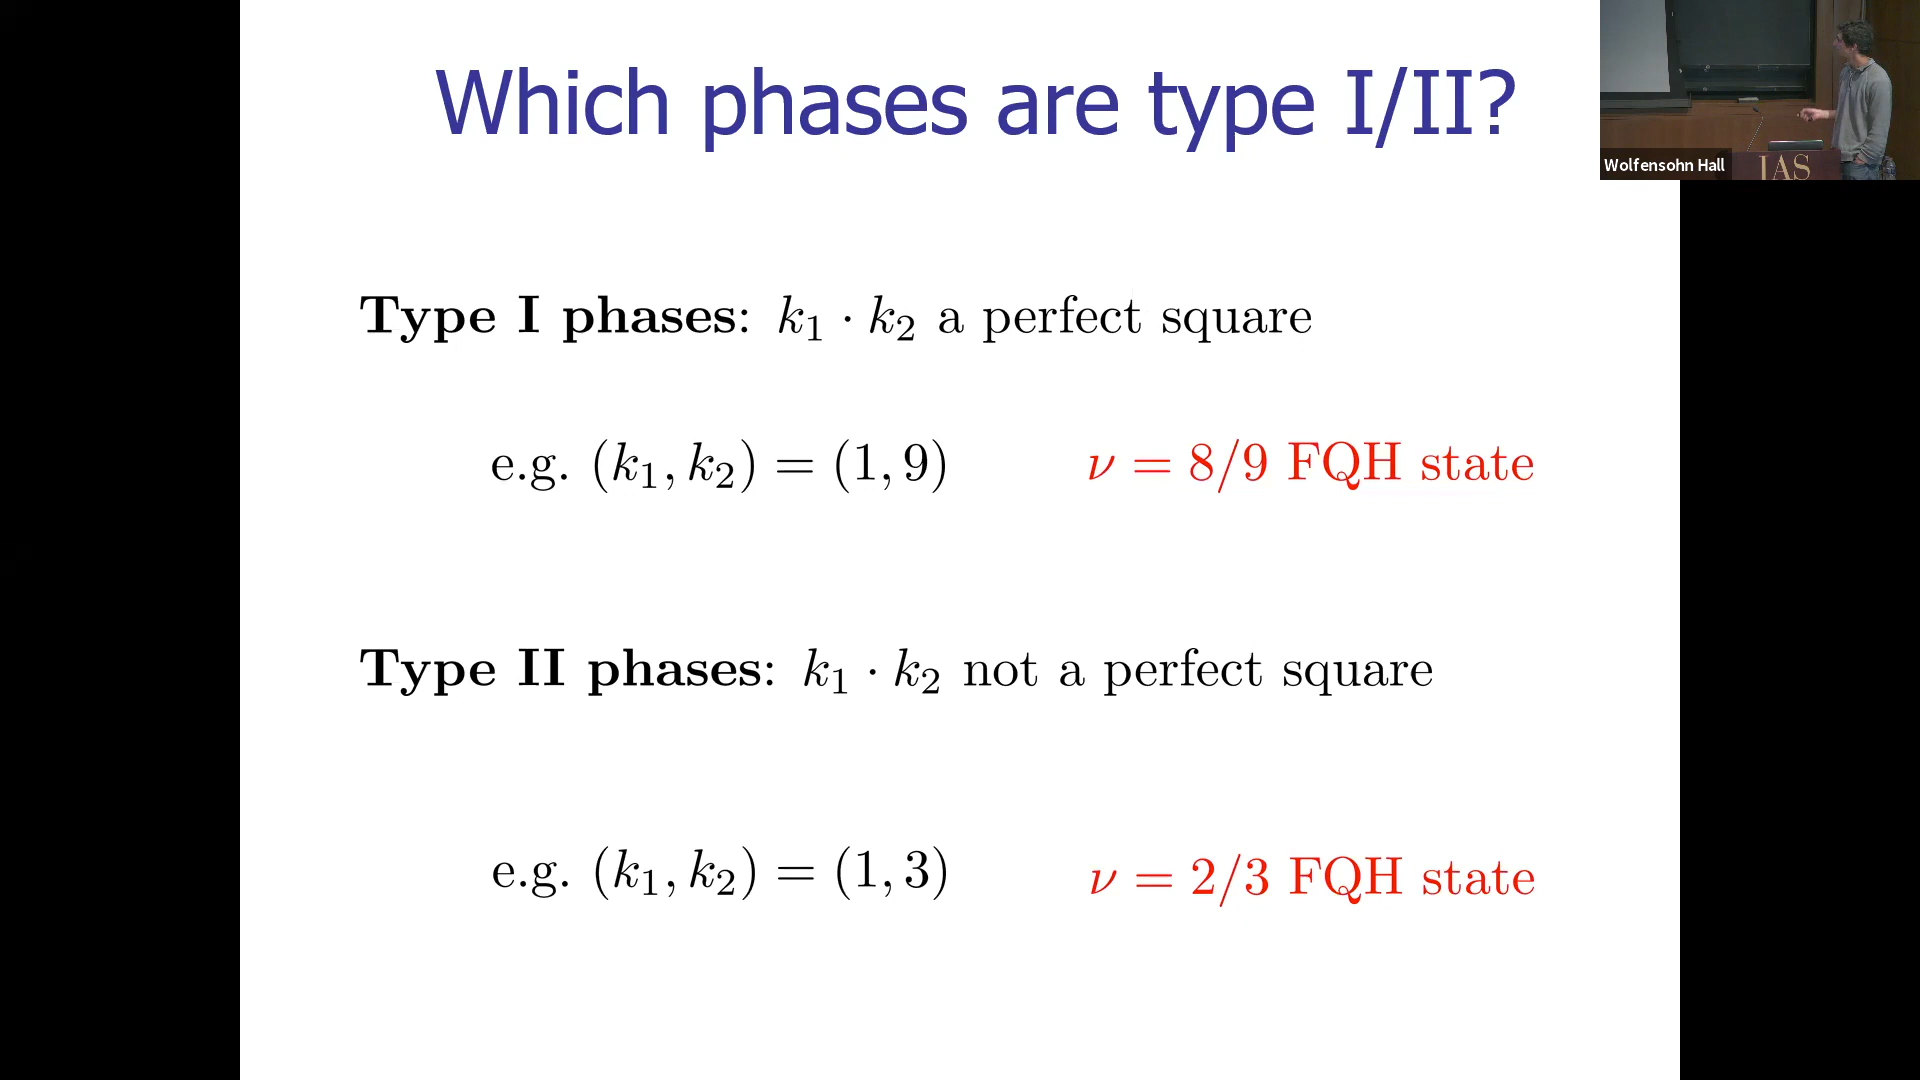 Which phases are type I/II?
Wolfensohn Hall
IAS
Type I phases: k₁ · k₂ a perfect square
e.g. (k₁, k₂) = (1, 9) ν = 8/9 FQH state
Type II phases: k₁ · k₂ not a perfect square
e.g. (k₁, k₂) = (1, 3) ν = 2/3 FQH state